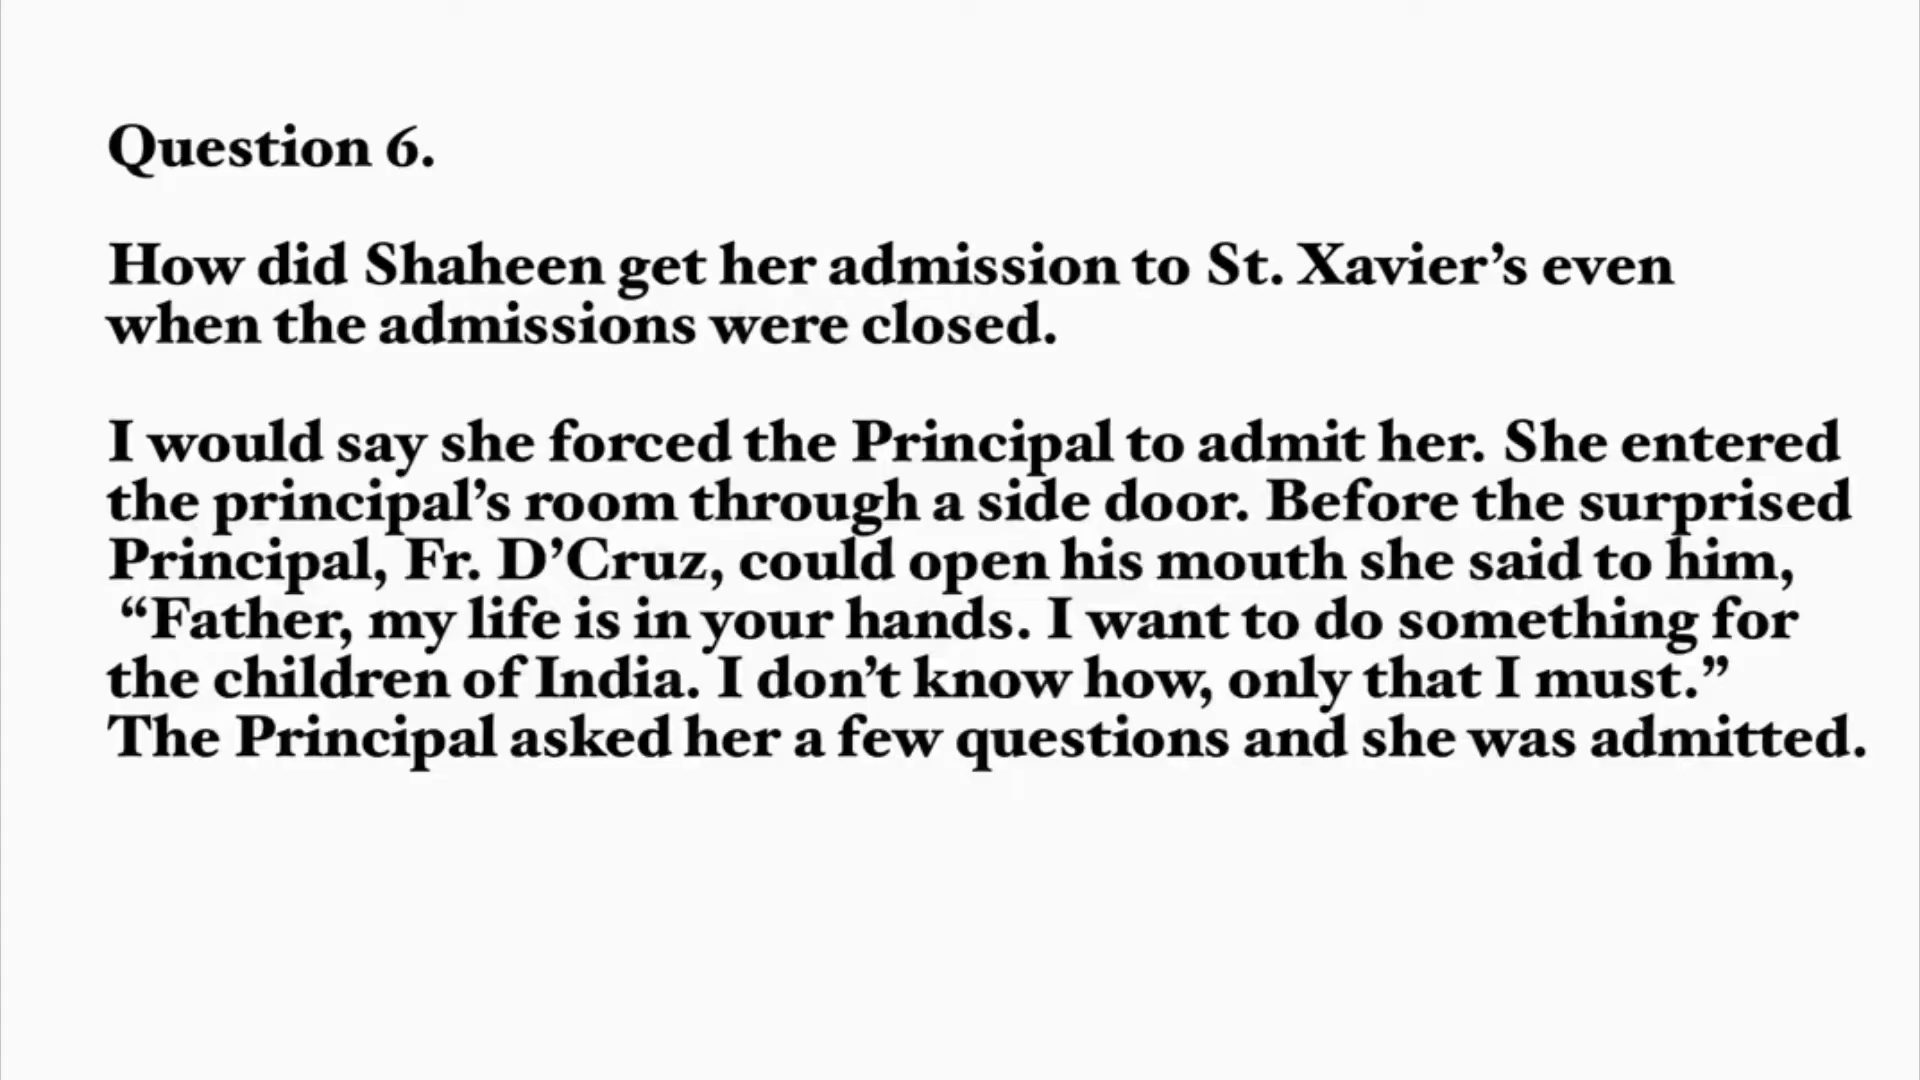 Question 6.
How did Shaheen get her admission to St. Xavier’s even
when the admissions were closed.
I would say she forced the Principal to admit her. She entered
the principal’s room through a side door. Before the surprised
Principal, Fr. D’Cruz, could open his mouth she said to him,
“Father, my life is in your hands. I want to do something for
the children of India. I don’t know how, only that I must.”
The Principal asked her a few questions and she was admitted.